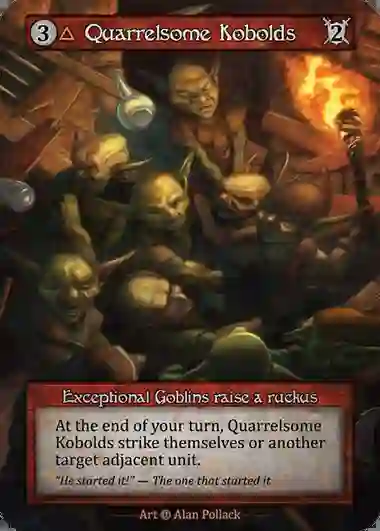 3 Quarrelsome Kobolds 2
Exceptional Goblins raise a ruckus
At the end of your turn, Quarrelsome
Kobolds strike themselves or another
target adjacent unit.
"He started it!" — The one that started it
Art Alan Pollack